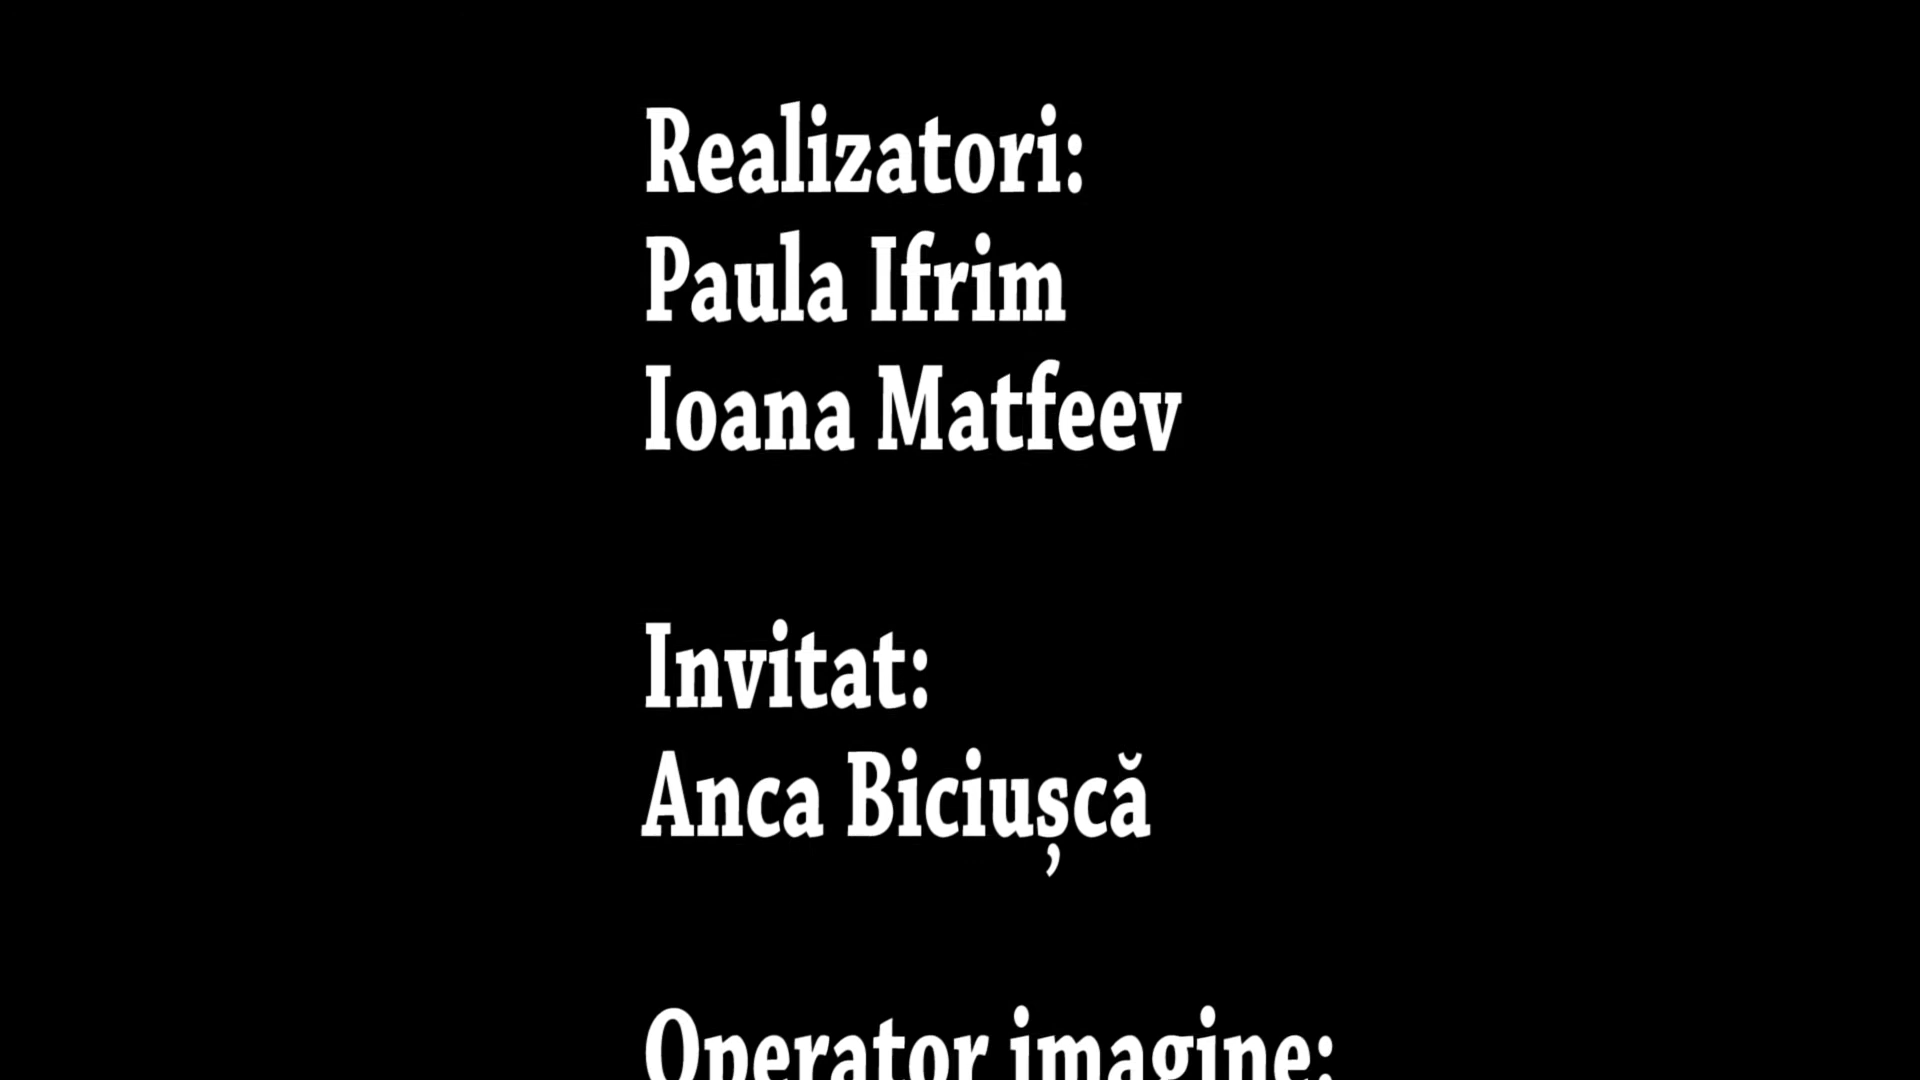 Realizatori:
Paula Ifrim
Ioana Matfeev
Invitat:
Anca Biciușcă
Operator imagine: